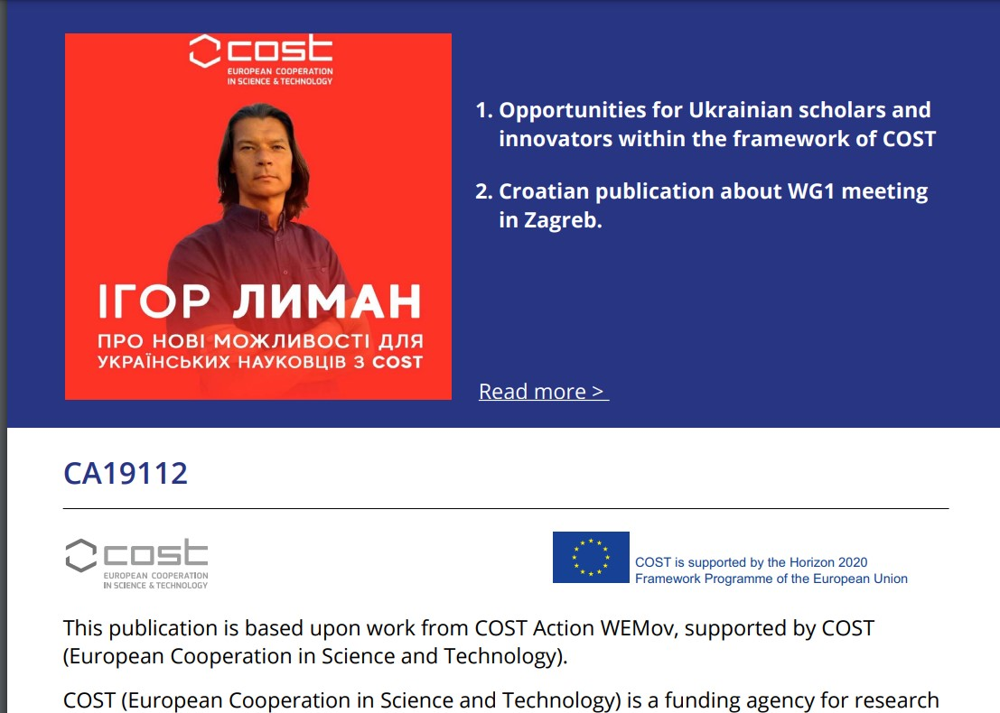 cost
EUROPEAN COOPERATION
IN SCIENCE & TECHNOLOGY
ІГОР ЛИМАН
ПРО НОВІ МОЖЛИВОСТІ ДЛЯ
УКРАЇНСЬКИХ НАУКОВЦІВ З COST
1. Opportunities for Ukrainian scholars and
innovators within the framework of COST
2. Croatian publication about WG1 meeting
in Zagreb.
Read more >
CA19112
cost
EUROPEAN COOPERATION
IN SCIENCE & TECHNOLOGY
COST is supported by the Horizon 2020
Framework Programme of the European Union
This publication is based upon work from COST Action WEMov, supported by COST
(European Cooperation in Science and Technology).
COST (European Cooperation in Science and Technology) is a funding agency for research